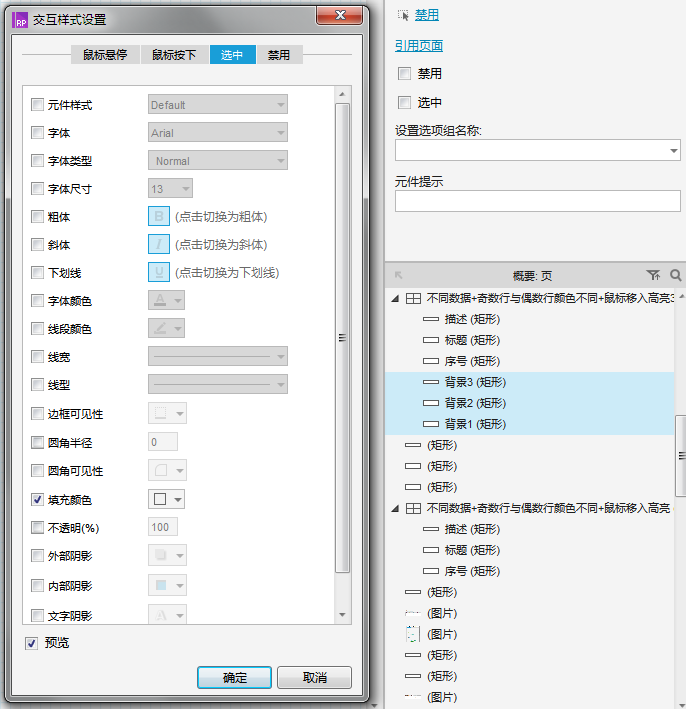 RP 交互样式设置
鼠标悬停 鼠标按下 选中 禁用
元件样式 Default
字体 Arial
字体类型 Normal
字体尺寸 13
粗体 B (点击切换为粗体)
斜体 I (点击切换为斜体)
下划线 U (点击切换为下划线)
字体颜色 A
线段颜色
线宽
线型
边框可见性
圆角半径 0
圆角可见性
填充颜色
不透明(%) 100
外部阴影
内部阴影
文字阴影 A
预览
确定 取消
禁用
引用页面
禁用
选中
设置选项组名称:
元件提示
概要: 页
不同数据+奇数行与偶数行颜色不同+鼠标移入高亮3
描述 (矩形)
标题 (矩形)
序号 (矩形)
背景3 (矩形)
背景2 (矩形)
背景1 (矩形)
(矩形)
(矩形)
(矩形)
不同数据+奇数行与偶数行颜色不同+鼠标移入高亮
描述 (矩形)
标题 (矩形)
序号 (矩形)
(矩形)
(图片)
(图片)
(矩形)
(矩形)
(图片)